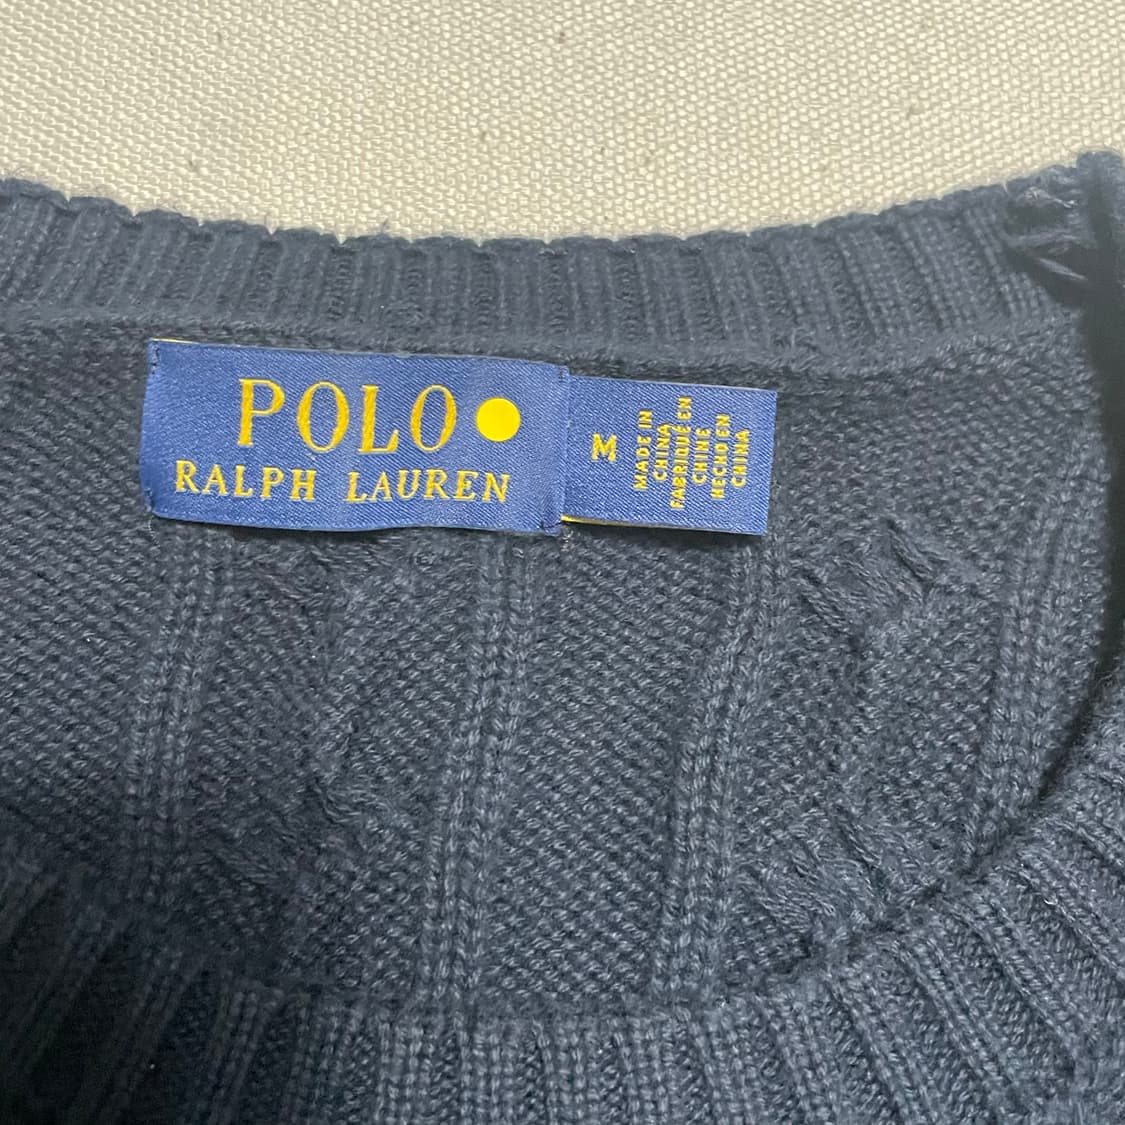 POLO
RALPH LAUREN
M
MADE IN
CHINA
FABRIQUÉ EN
CHINE
HECHO EN
CHINA